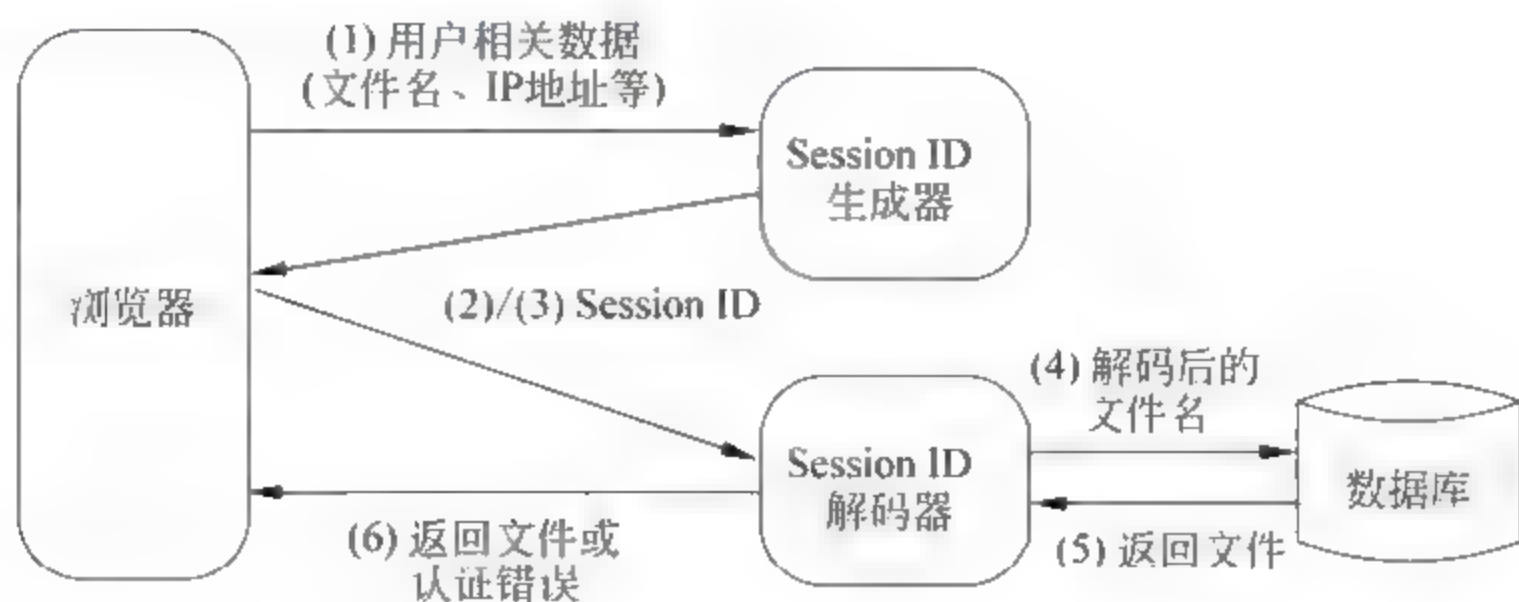 (1) 用户相关数据
(文件名、IP地址等)
Session ID
生成器
浏览器
(2)/(3) Session ID
(4) 解码后的
文件名
Session ID
解码器
数据库
(5) 返回文件
(6) 返回文件或
认证错误